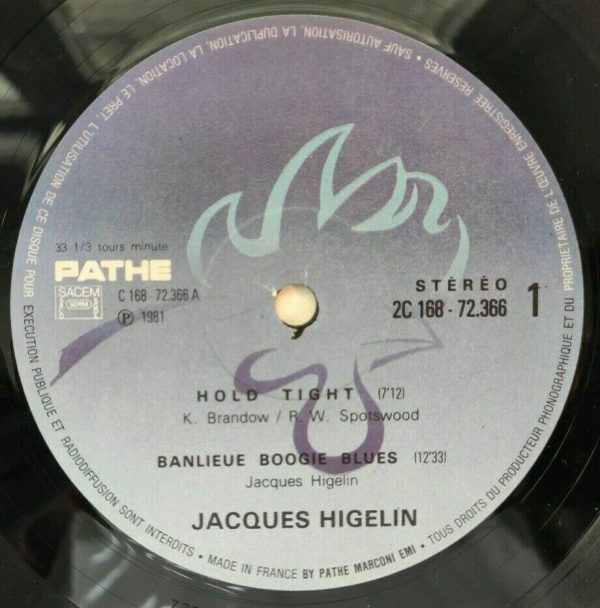 33 1/3 tours minute
PATHE
SACEM
SDRM
C 168 - 72.366 A
Ⓟ 1981
STÉRÉO
2C 168 - 72.366
1
HOLD TIGHT (7'12)
K. Brandow / R. W. Spotswood
BANLIEUE BOOGIE BLUES (12'33)
Jacques Higelin
JACQUES HIGELIN
• MADE IN FRANCE BY PATHE MARCONI EMI • TOUS DROITS DU PRODUCTEUR PHONOGRAPHIQUE ET DU PROPRIETAIRE DE L'ŒUVRE ENREGISTREE RESERVES • SAUF AUTORISATION, LA DUPLICATION, LA LOCATION, LE PRET, L'UTILISATION DE CE DISQUE POUR EXECUTION PUBLIQUE ET RADIODIFFUSION SONT INTERDITS